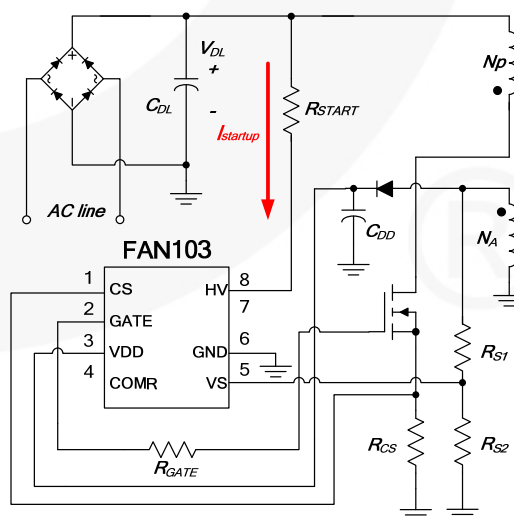 V_DL
+
C_DL
-
I_startup
R_START
Np
AC line
C_DD
N_A
FAN103
1
CS
HV
8
2
GATE
7
3
VDD
GND
6
4
COMR
VS
5
R_S1
R_GATE
R_CS
R_S2
+
-
~
~
®